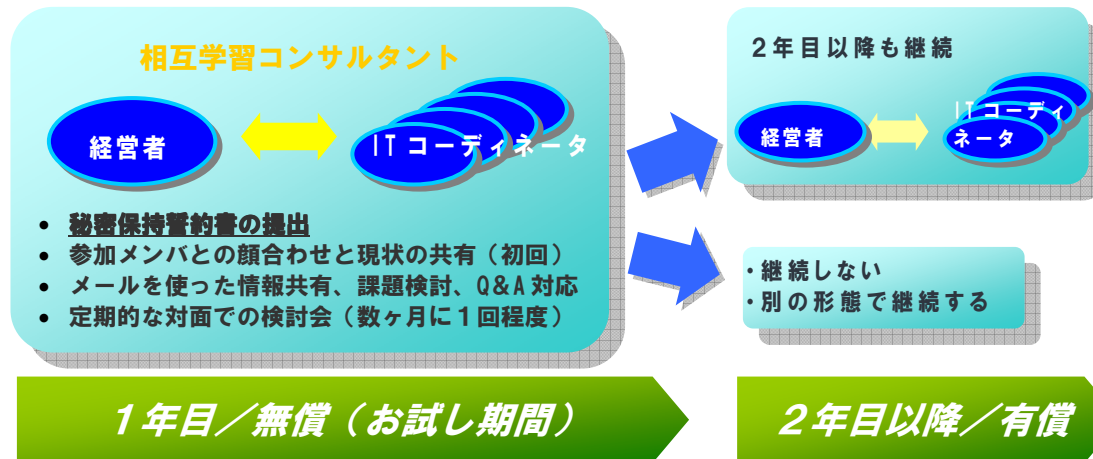 相互学習コンサルタント
経営者
ITコーディネータ
・秘密保持誓約書の提出
・参加メンバとの顔合わせと現状の共有（初回）
・メールを使った情報共有、課題検討、Q&A対応
・定期的な対面での検討会（数ヶ月に１回程度）
２年目以降も継続
経営者
ITコーディ
ネータ
・継続しない
・別の形態で継続する
１年目／無償（お試し期間）
２年目以降／有償